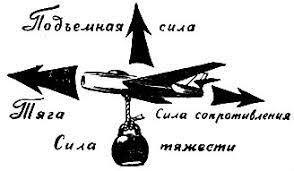 Подъемная сила
Тяга
Сила сопротивления
Сила тяжести